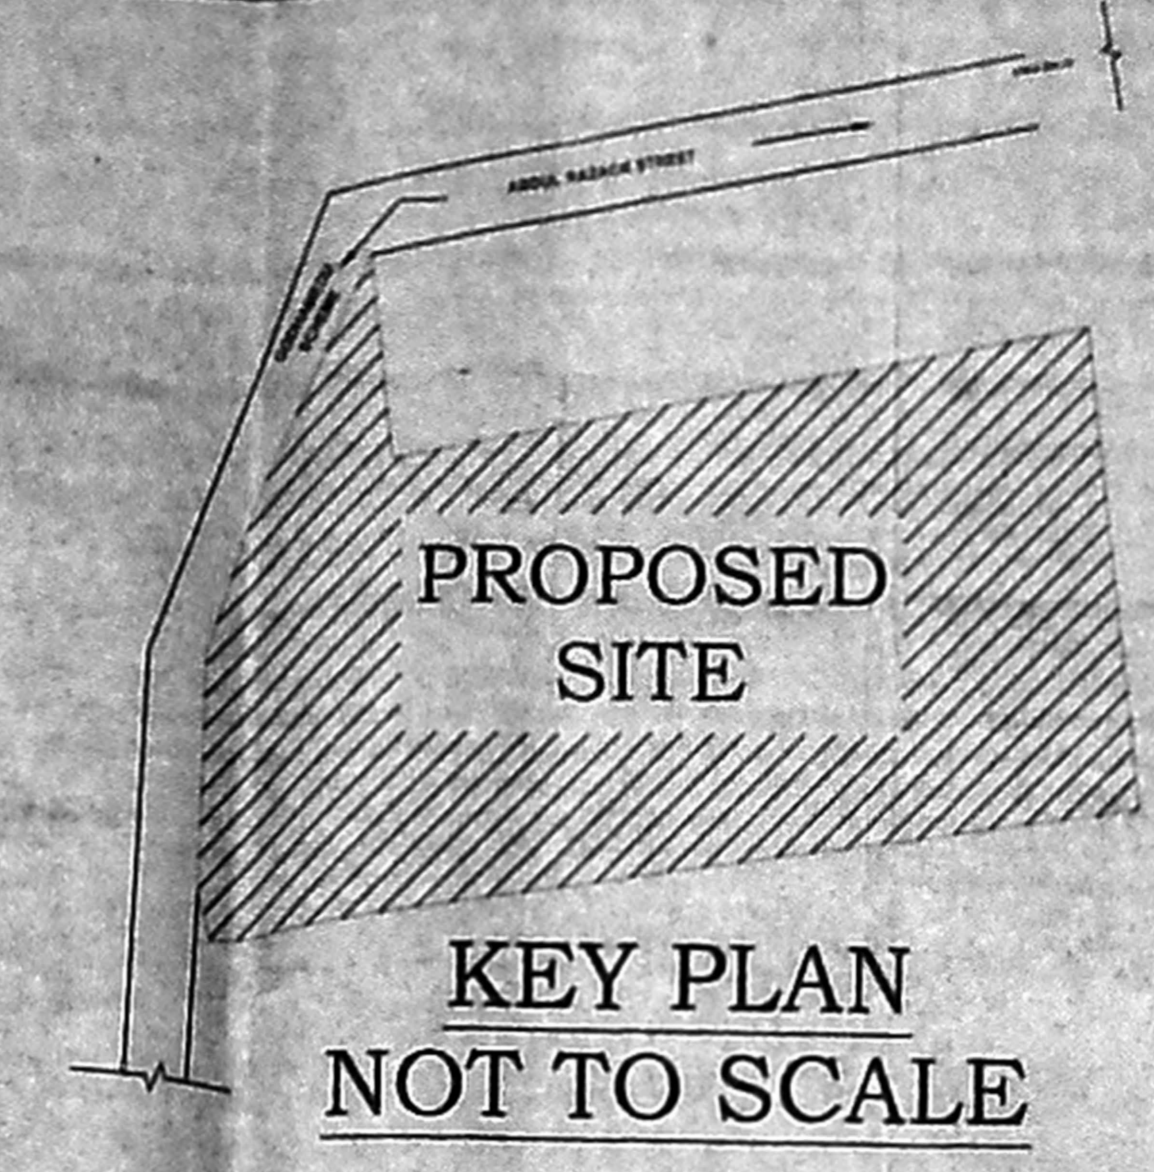 ABDUL RAZACK STREET
PROPOSED
SITE
KEY PLAN
NOT TO SCALE